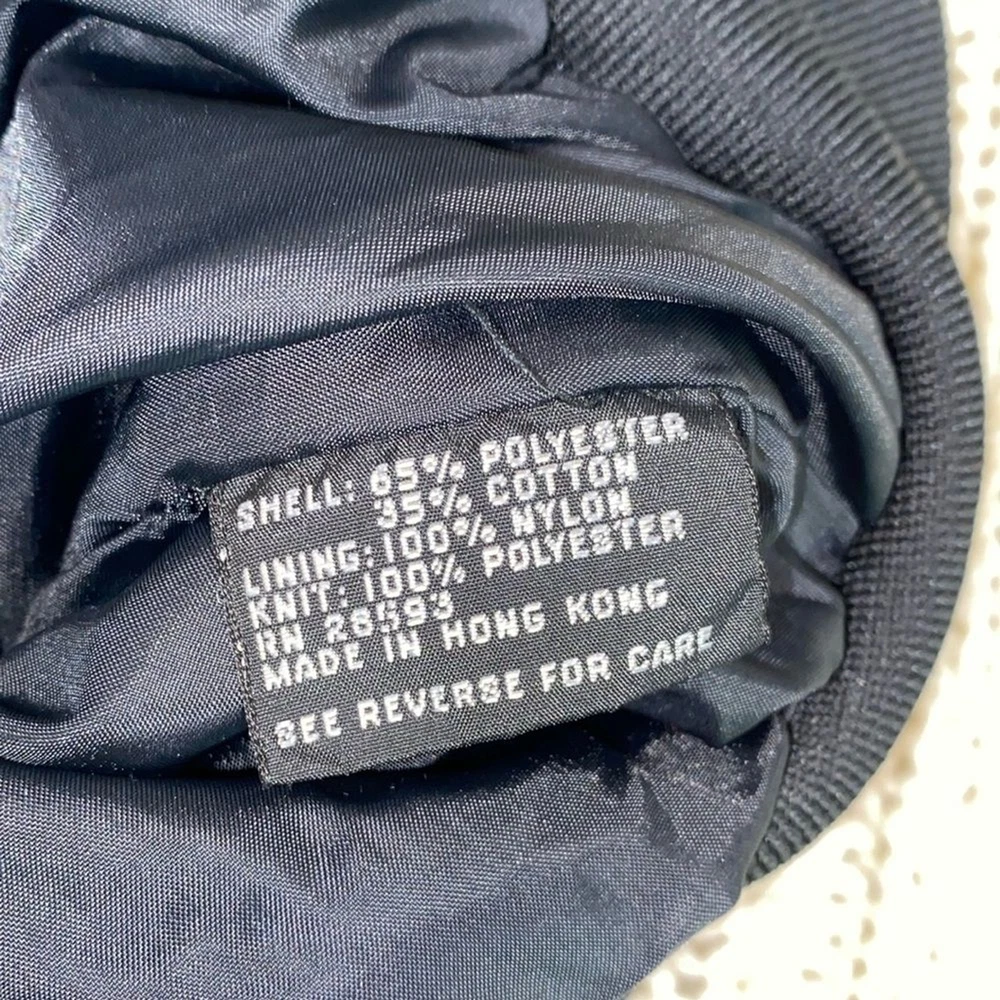 SHELL: 65% POLYESTER
35% COTTON
LINING: 100% NYLON
KNIT: 100% POLYESTER
RN 26593
MADE IN HONG KONG
SEE REVERSE FOR CARE